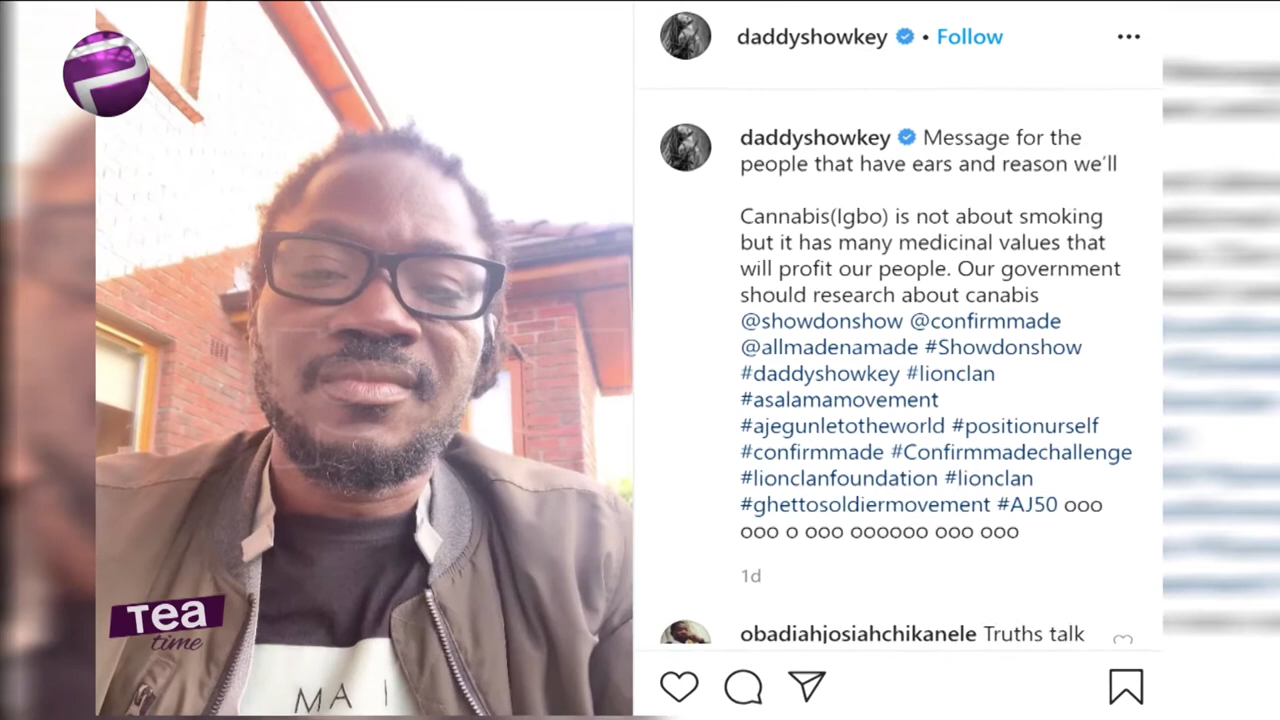 daddyshowkey • Follow
daddyshowkey Message for the
people that have ears and reason we'll
Cannabis(Igbo) is not about smoking
but it has many medicinal values that
will profit our people. Our government
should research about canabis
@showdonshow @confirmmade
@allmadenamade #Showdonshow
#daddyshowkey #lionclan
#asalamamovement
#ajegunletotheworld #positionurself
#confirmmade #Confirmmadechallenge
#lionclanfoundation #lionclan
#ghettosoldiermovement #AJ50 ooo
ooo o ooo oooooo ooo ooo
1d
obadiahjosiahchikanele Truths talk
Tea
time
MA I